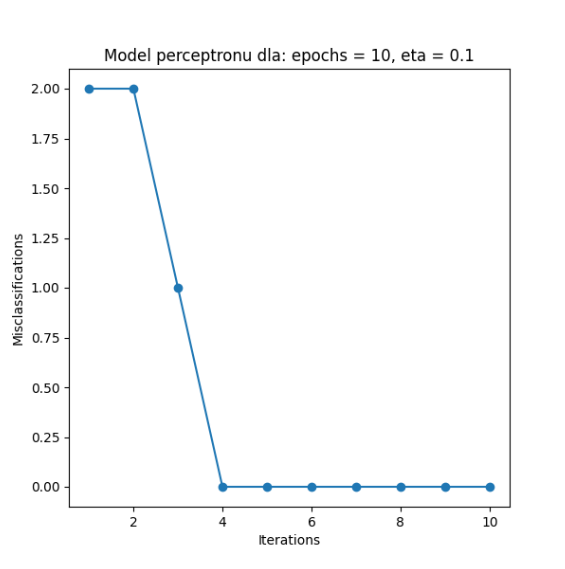 Model perceptronu dla: epochs = 10, eta = 0.1
2.00
1.75
1.50
1.25
1.00
0.75
0.50
0.25
0.00
Misclassifications
2 4 6 8 10
Iterations